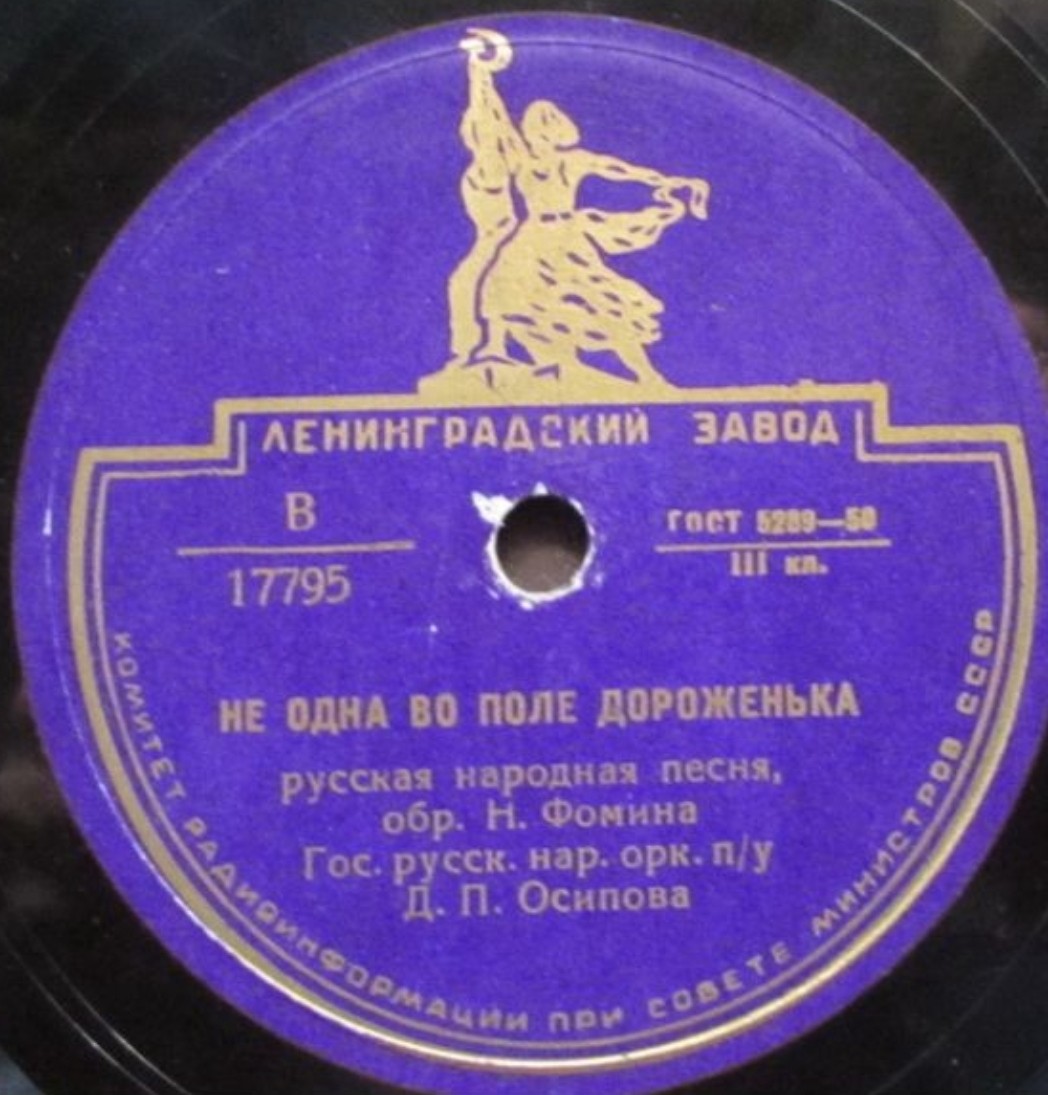 ЛЕНИНГРАДСКИЙ ЗАВОД
В
17795
ГОСТ 5289—50
III кл.
НЕ ОДНА ВО ПОЛЕ ДОРОЖЕНЬКА
русская народная песня,
обр. Н. Фомина
Гос. русск. нар. орк. п/у
Д. П. Осипова
КОМИТЕТ РАДИОИНФОРМАЦИИ ПРИ СОВЕТЕ МИНИСТРОВ СССР